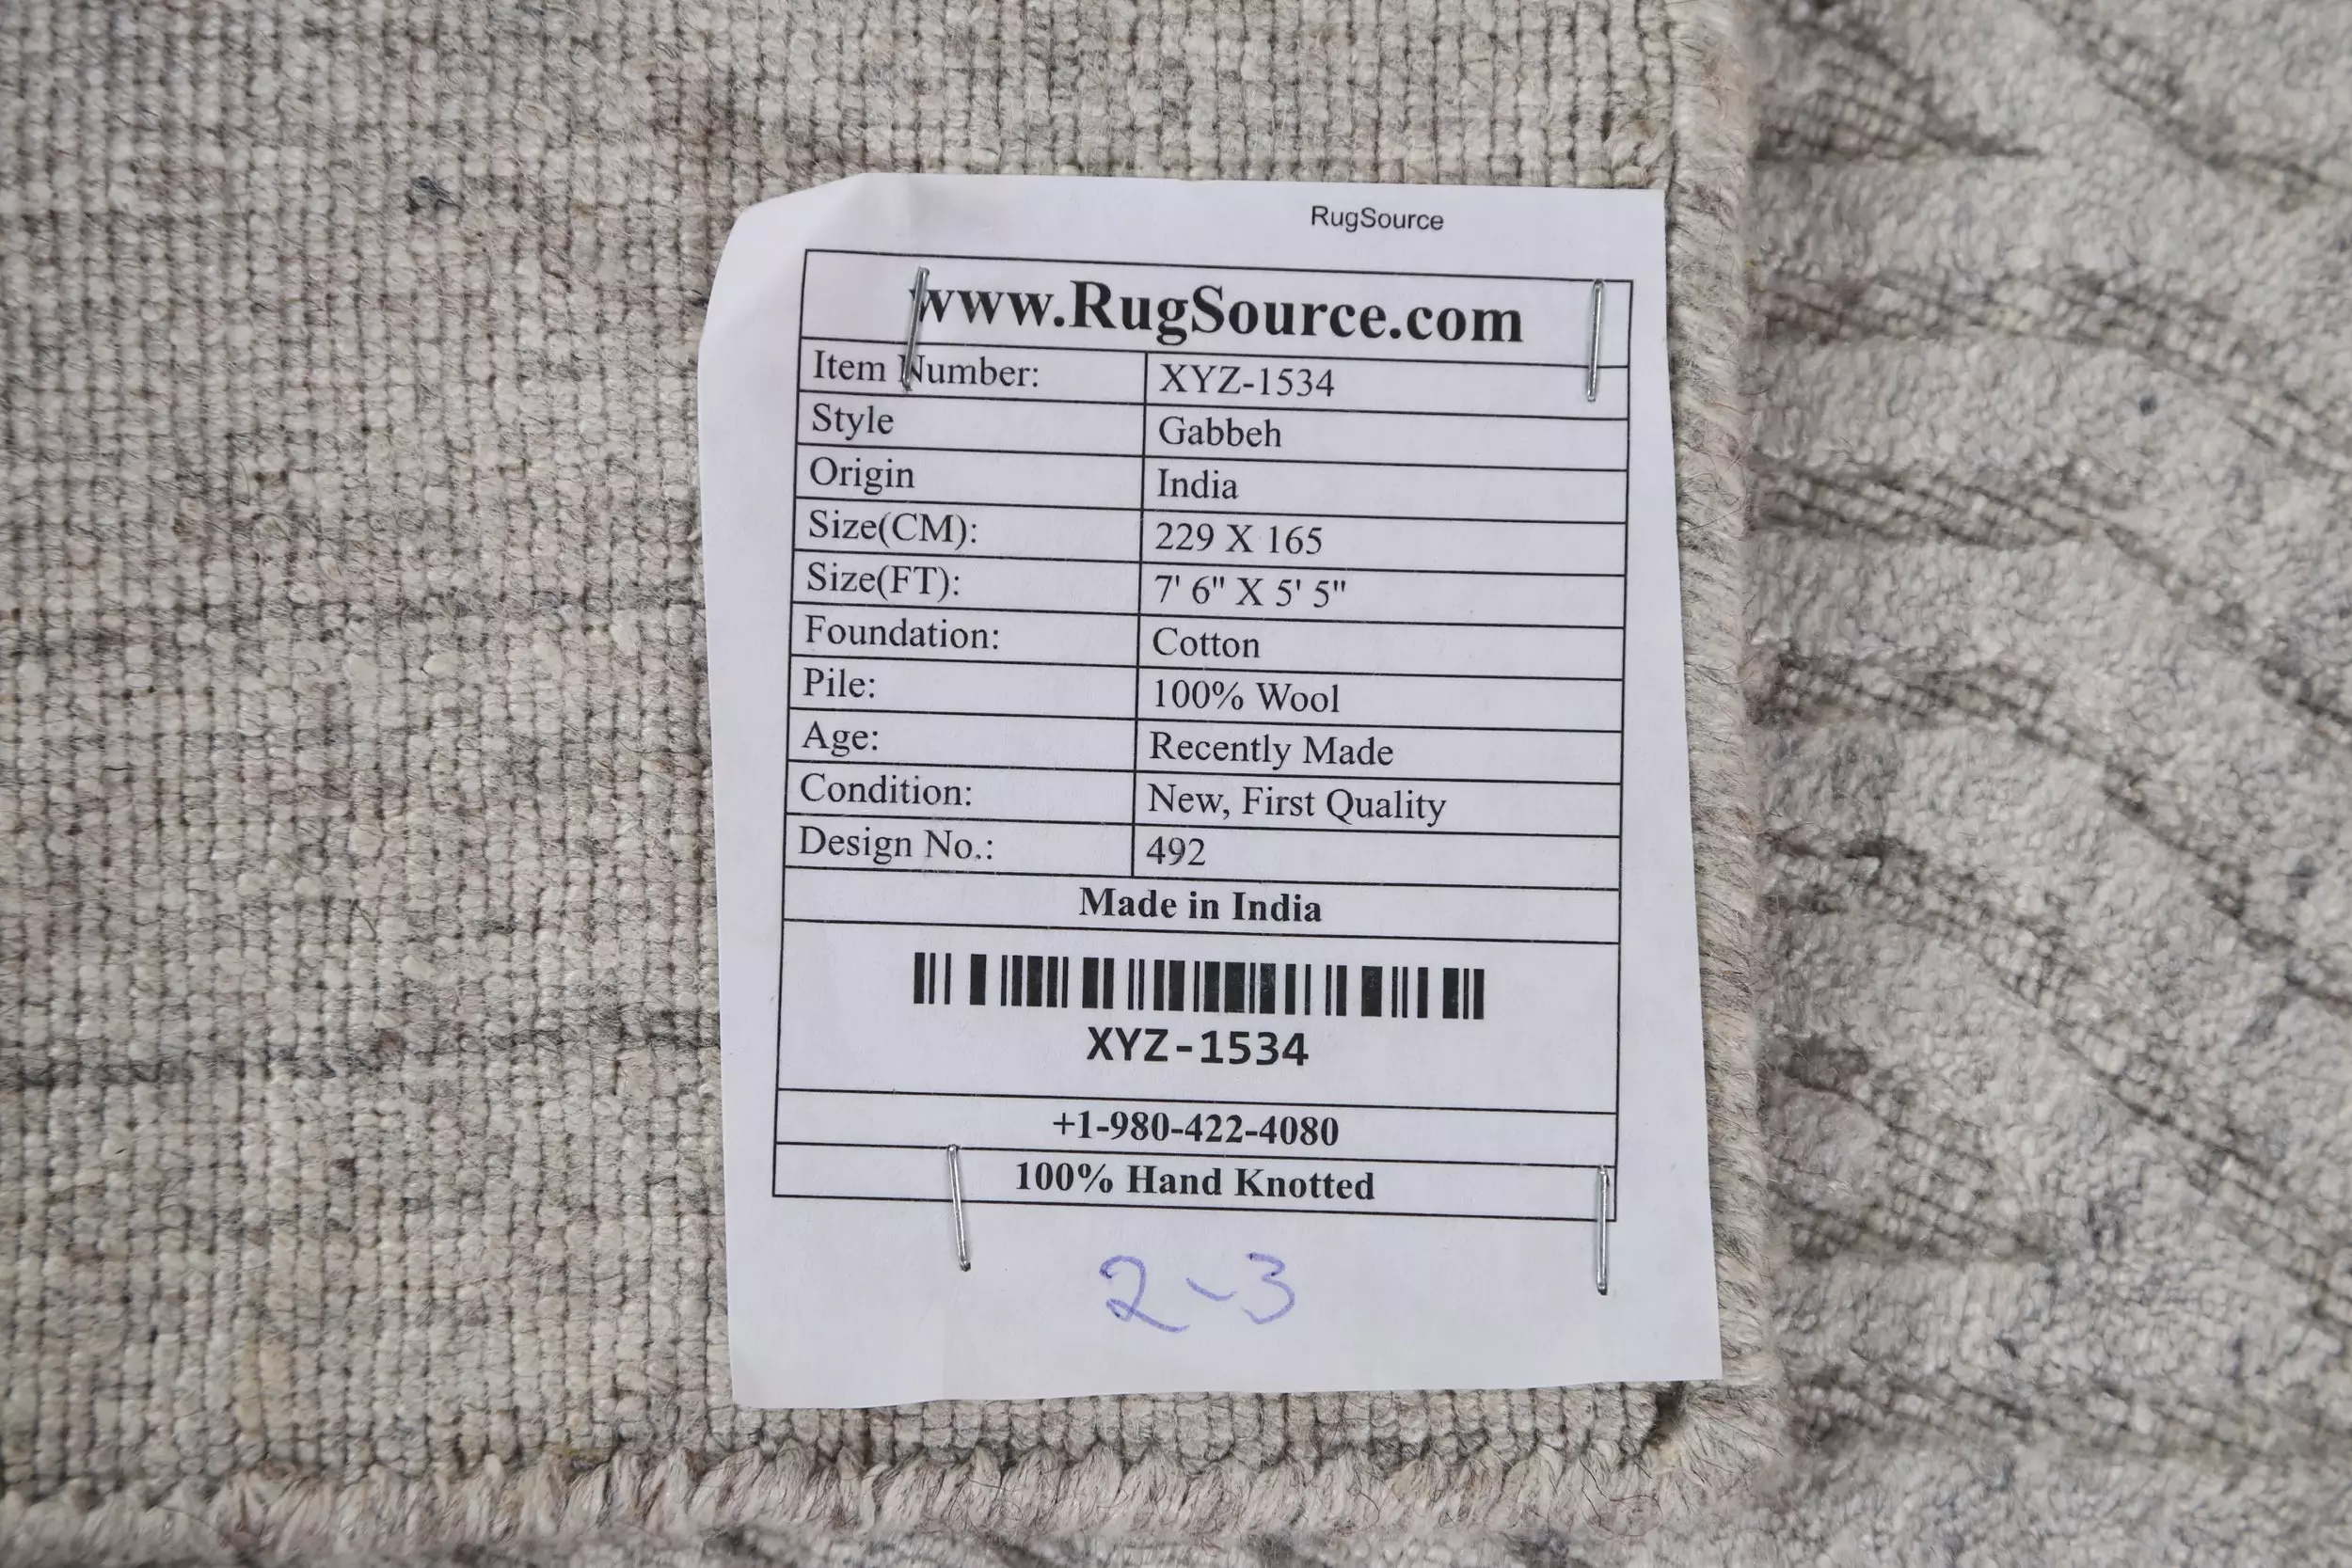 RugSource
www.RugSource.com
Item Number: XYZ-1534
Style Gabbeh
Origin India
Size(CM): 229 X 165
Size(FT): 7' 6" X 5' 5"
Foundation: Cotton
Pile: 100% Wool
Age: Recently Made
Condition: New, First Quality
Design No.: 492
Made in India
XYZ-1534
+1-980-422-4080
100% Hand Knotted
2-3